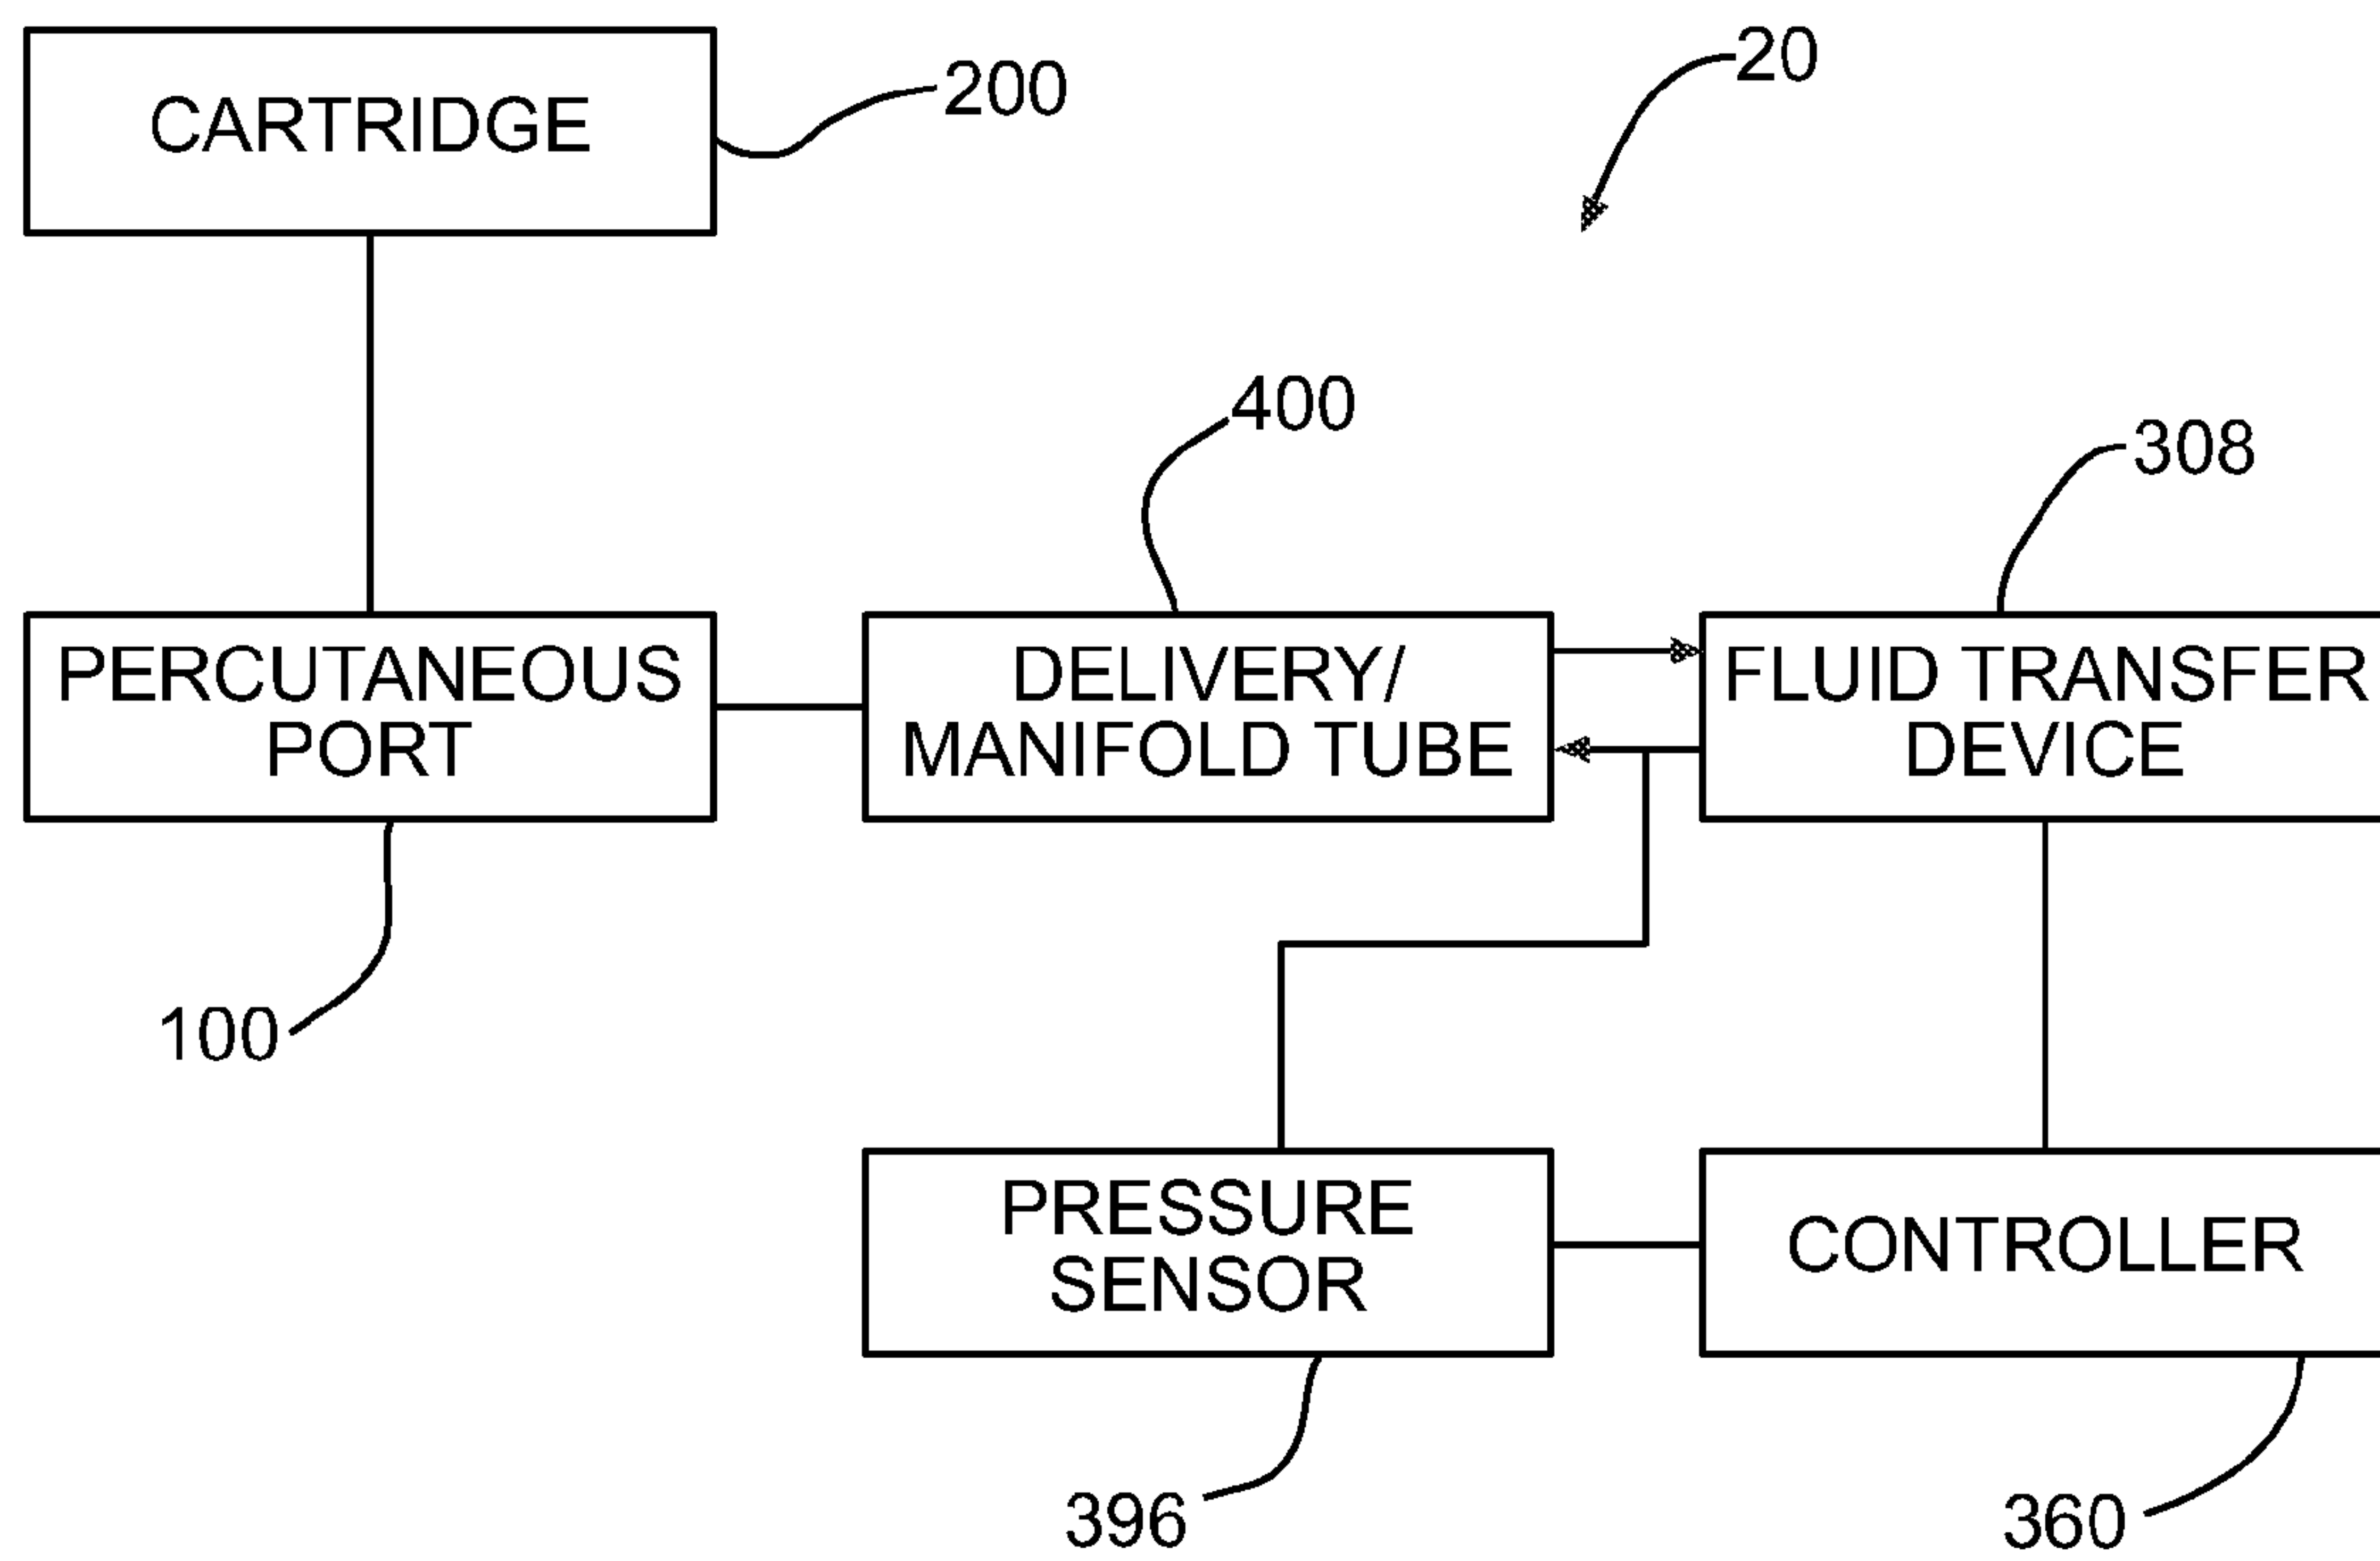 CARTRIDGE
200
20
400
308
PERCUTANEOUS
PORT
DELIVERY/
MANIFOLD TUBE
FLUID TRANSFER
DEVICE
100
PRESSURE
SENSOR
CONTROLLER
396
360